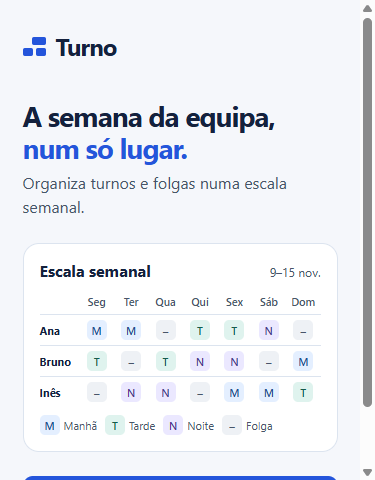 Turno
A semana da equipa,
num só lugar.
Organiza turnos e folgas numa escala
semanal.
Escala semanal 9–15 nov.
Seg Ter Qua Qui Sex Sáb Dom
Ana M M – T T N –
Bruno T – T N N – M
Inês – N N – M M T
M Manhã T Tarde N Noite – Folga